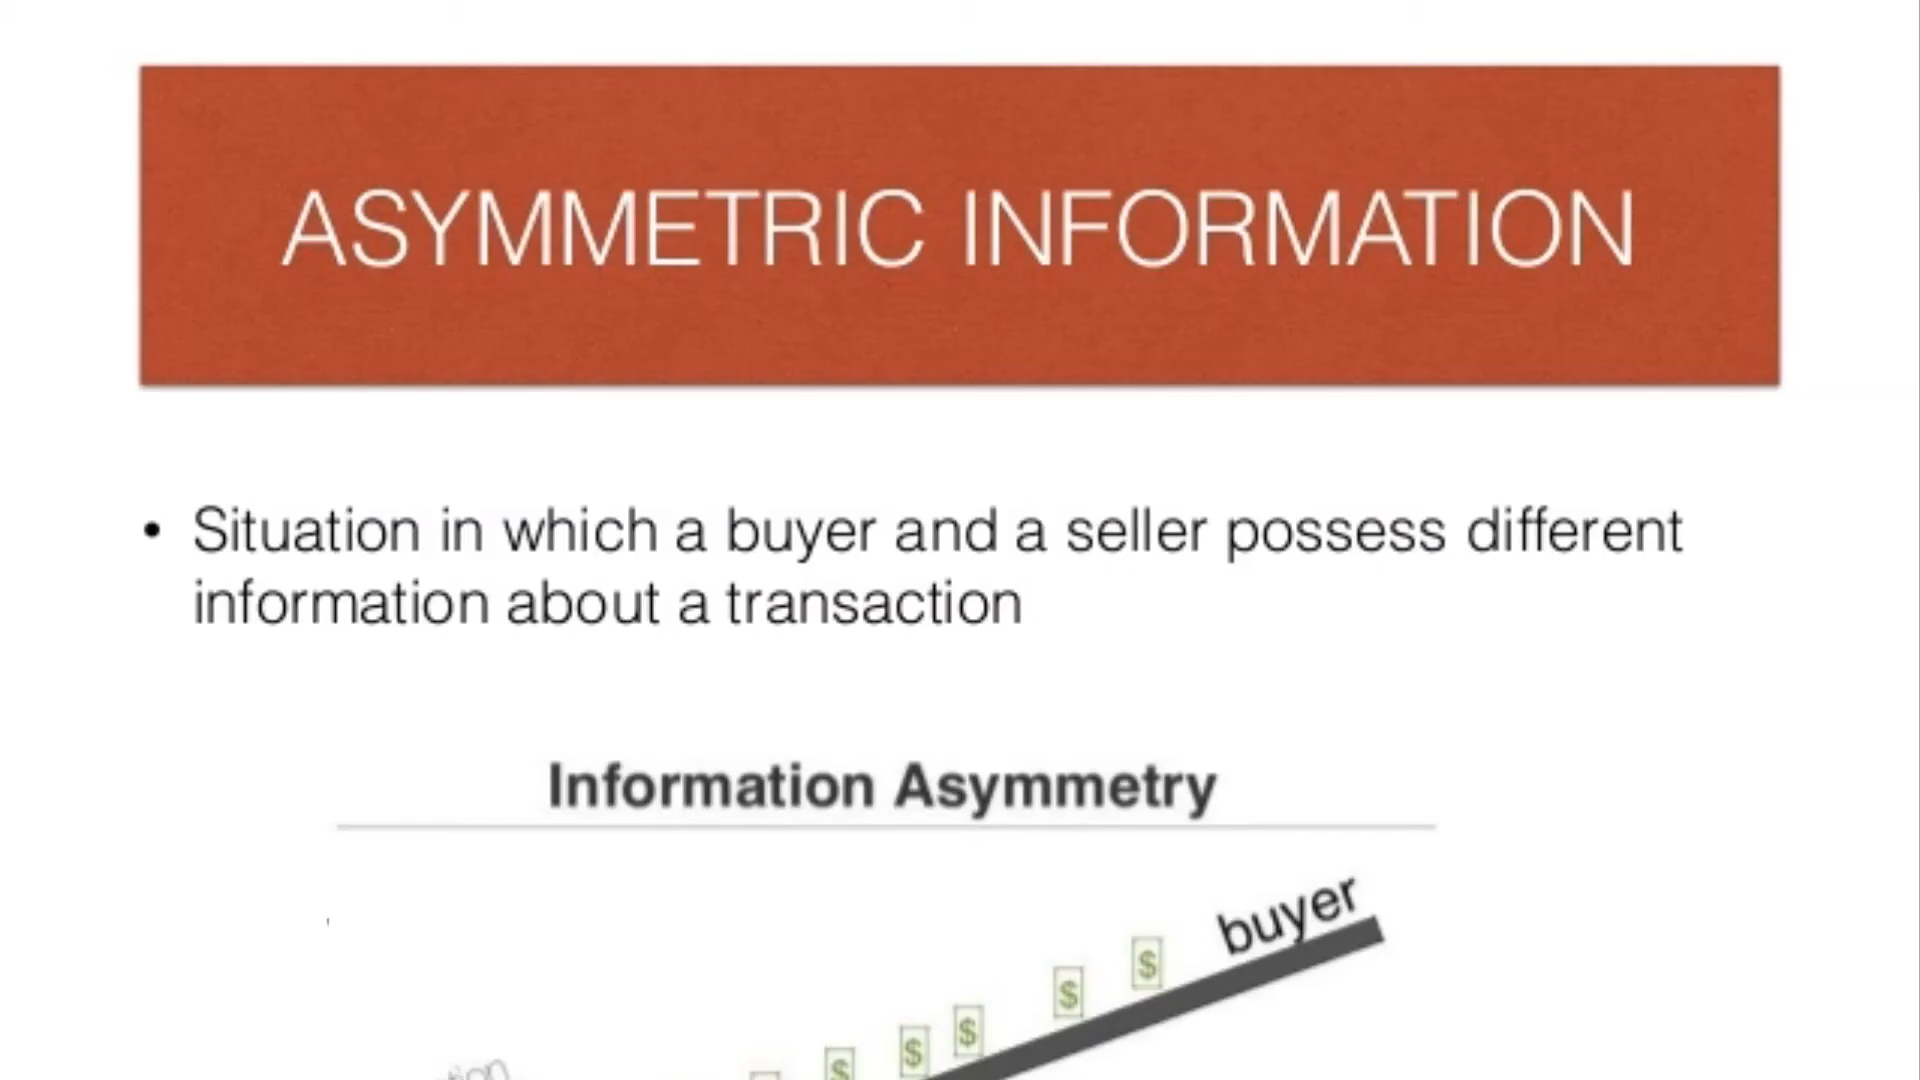 ASYMMETRIC INFORMATION
• Situation in which a buyer and a seller possess different
information about a transaction
Information Asymmetry
buyer
$
$
$
$
$